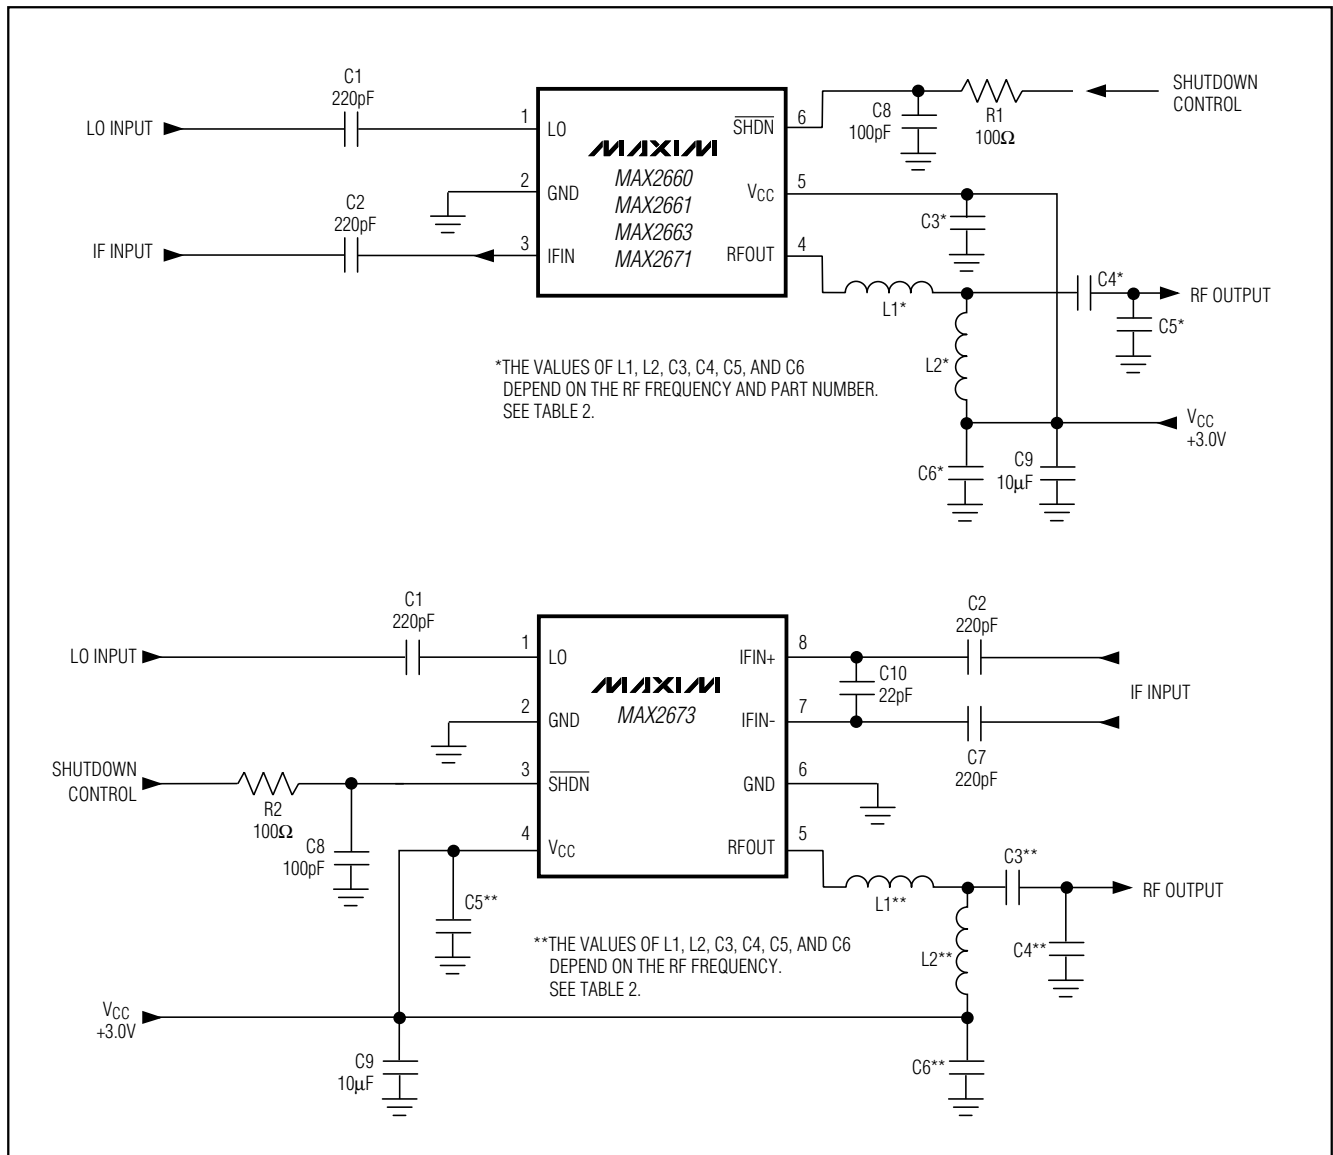 C1
220pF
LO INPUT
1
LO
2
GND
C2
220pF
IF INPUT
3
IFIN
MAXIM
MAX2660
MAX2661
MAX2663
MAX2671
SHDN
6
C8
100pF
R1
100Ω
SHUTDOWN
CONTROL
VCC
5
C3*
RFOUT
4
L1*
C4*
RF OUTPUT
C5*
L2*
*THE VALUES OF L1, L2, C3, C4, C5, AND C6
DEPEND ON THE RF FREQUENCY AND PART NUMBER.
SEE TABLE 2.
VCC
+3.0V
C6*
C9
10µF
C1
220pF
LO INPUT
1
LO
2
GND
SHUTDOWN
CONTROL
R2
100Ω
3
SHDN
C8
100pF
4
VCC
C5**
MAXIM
MAX2673
IFIN+
8
C2
220pF
C10
22pF
IF INPUT
IFIN-
7
C7
220pF
GND
6
RFOUT
5
L1**
C3**
RF OUTPUT
L2**
C4**
**THE VALUES OF L1, L2, C3, C4, C5, AND C6
DEPEND ON THE RF FREQUENCY.
SEE TABLE 2.
VCC
+3.0V
C9
10µF
C6**